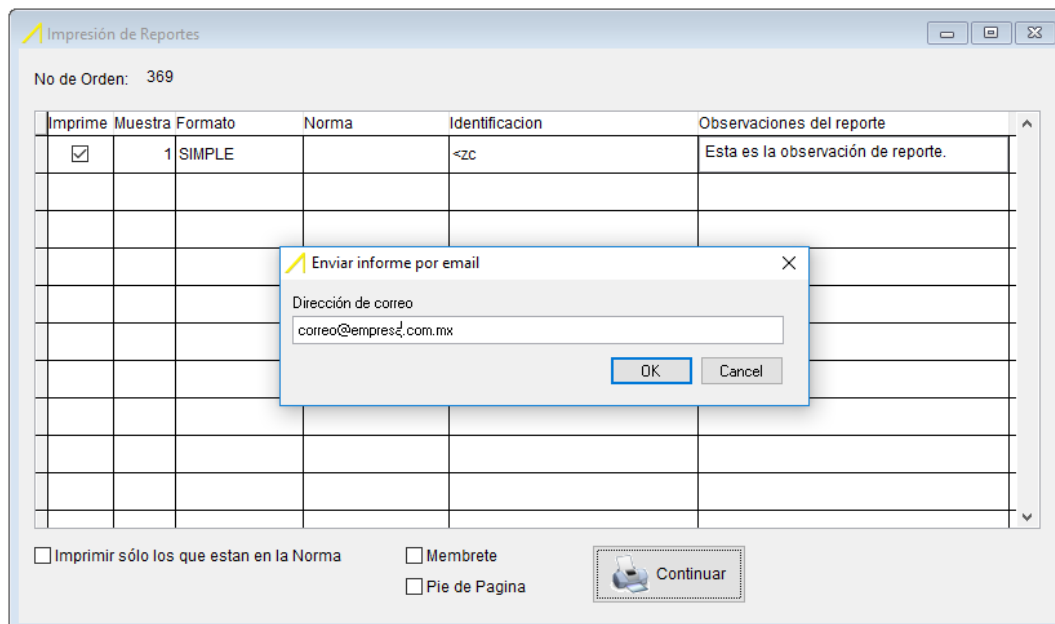 Impresión de Reportes
No de Orden: 369
Imprime Muestra Formato Norma Identificacion Observaciones del reporte
1 SIMPLE <zc Esta es la observación de reporte.
Enviar informe por email
Dirección de correo
correo@empresa.com.mx
OK Cancel
Imprimir sólo los que estan en la Norma Membrete
Pie de Pagina
Continuar